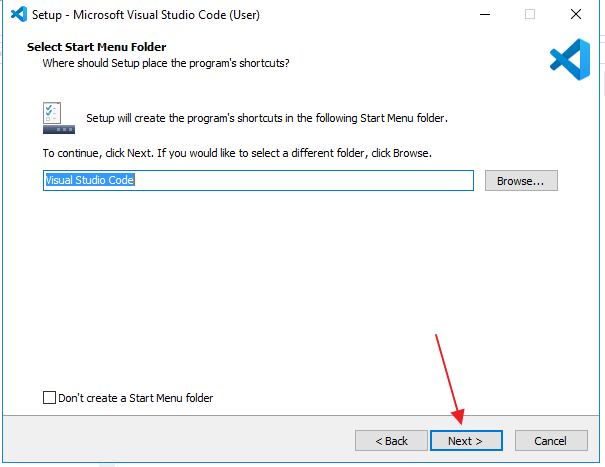 Setup - Microsoft Visual Studio Code (User)
Select Start Menu Folder
Where should Setup place the program's shortcuts?
Setup will create the program's shortcuts in the following Start Menu folder.
To continue, click Next. If you would like to select a different folder, click Browse.
Visual Studio Code
Browse...
Don't create a Start Menu folder
< Back
Next >
Cancel